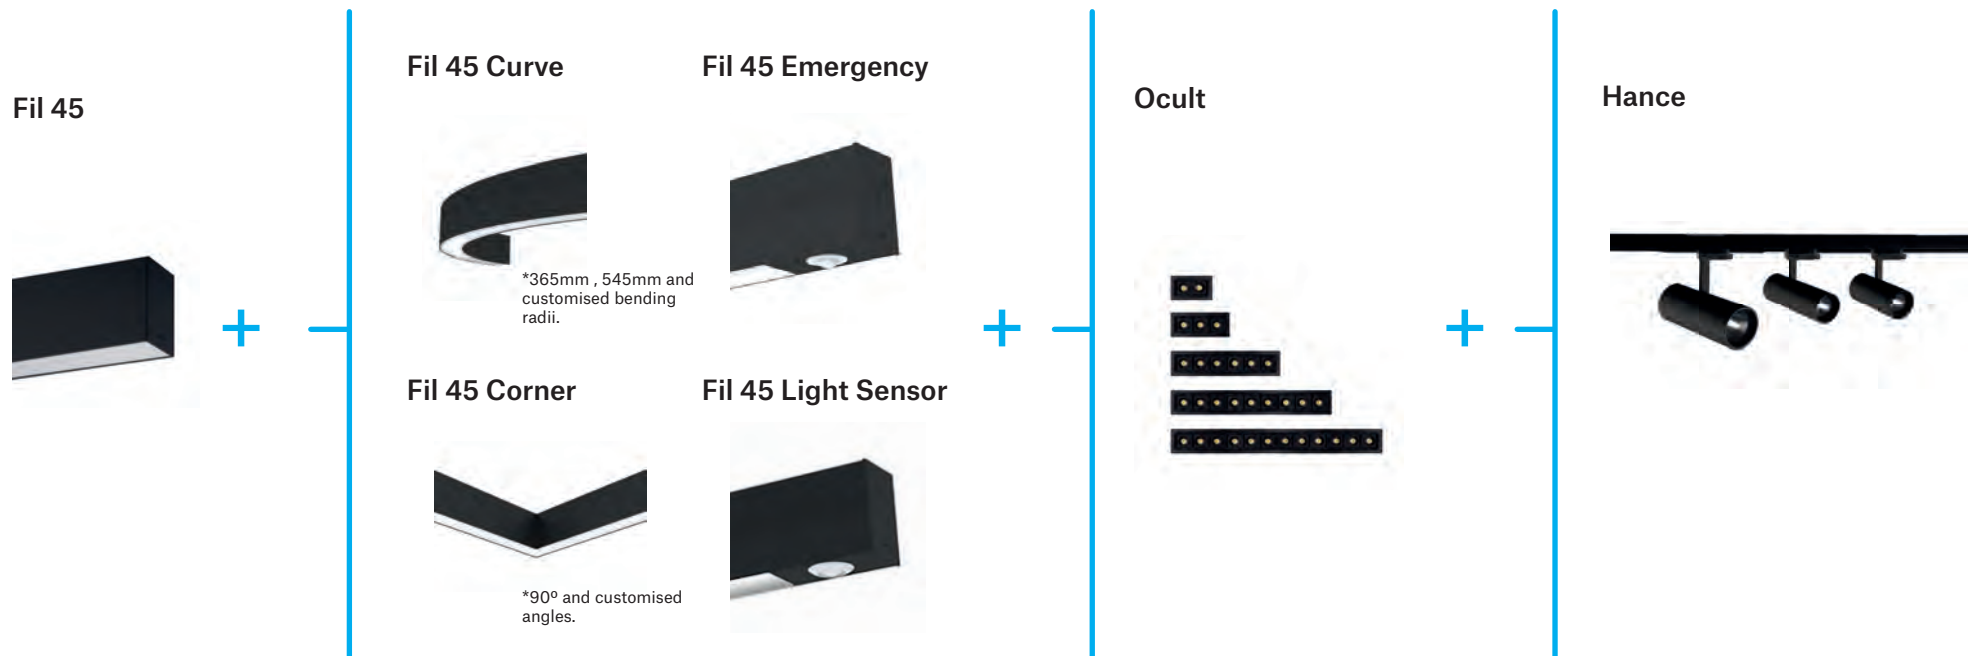 Fil 45
Fil 45 Curve
*365mm , 545mm and
customised bending
radii.
Fil 45 Emergency
Fil 45 Corner
*90º and customised
angles.
Fil 45 Light Sensor
Ocult
Hance